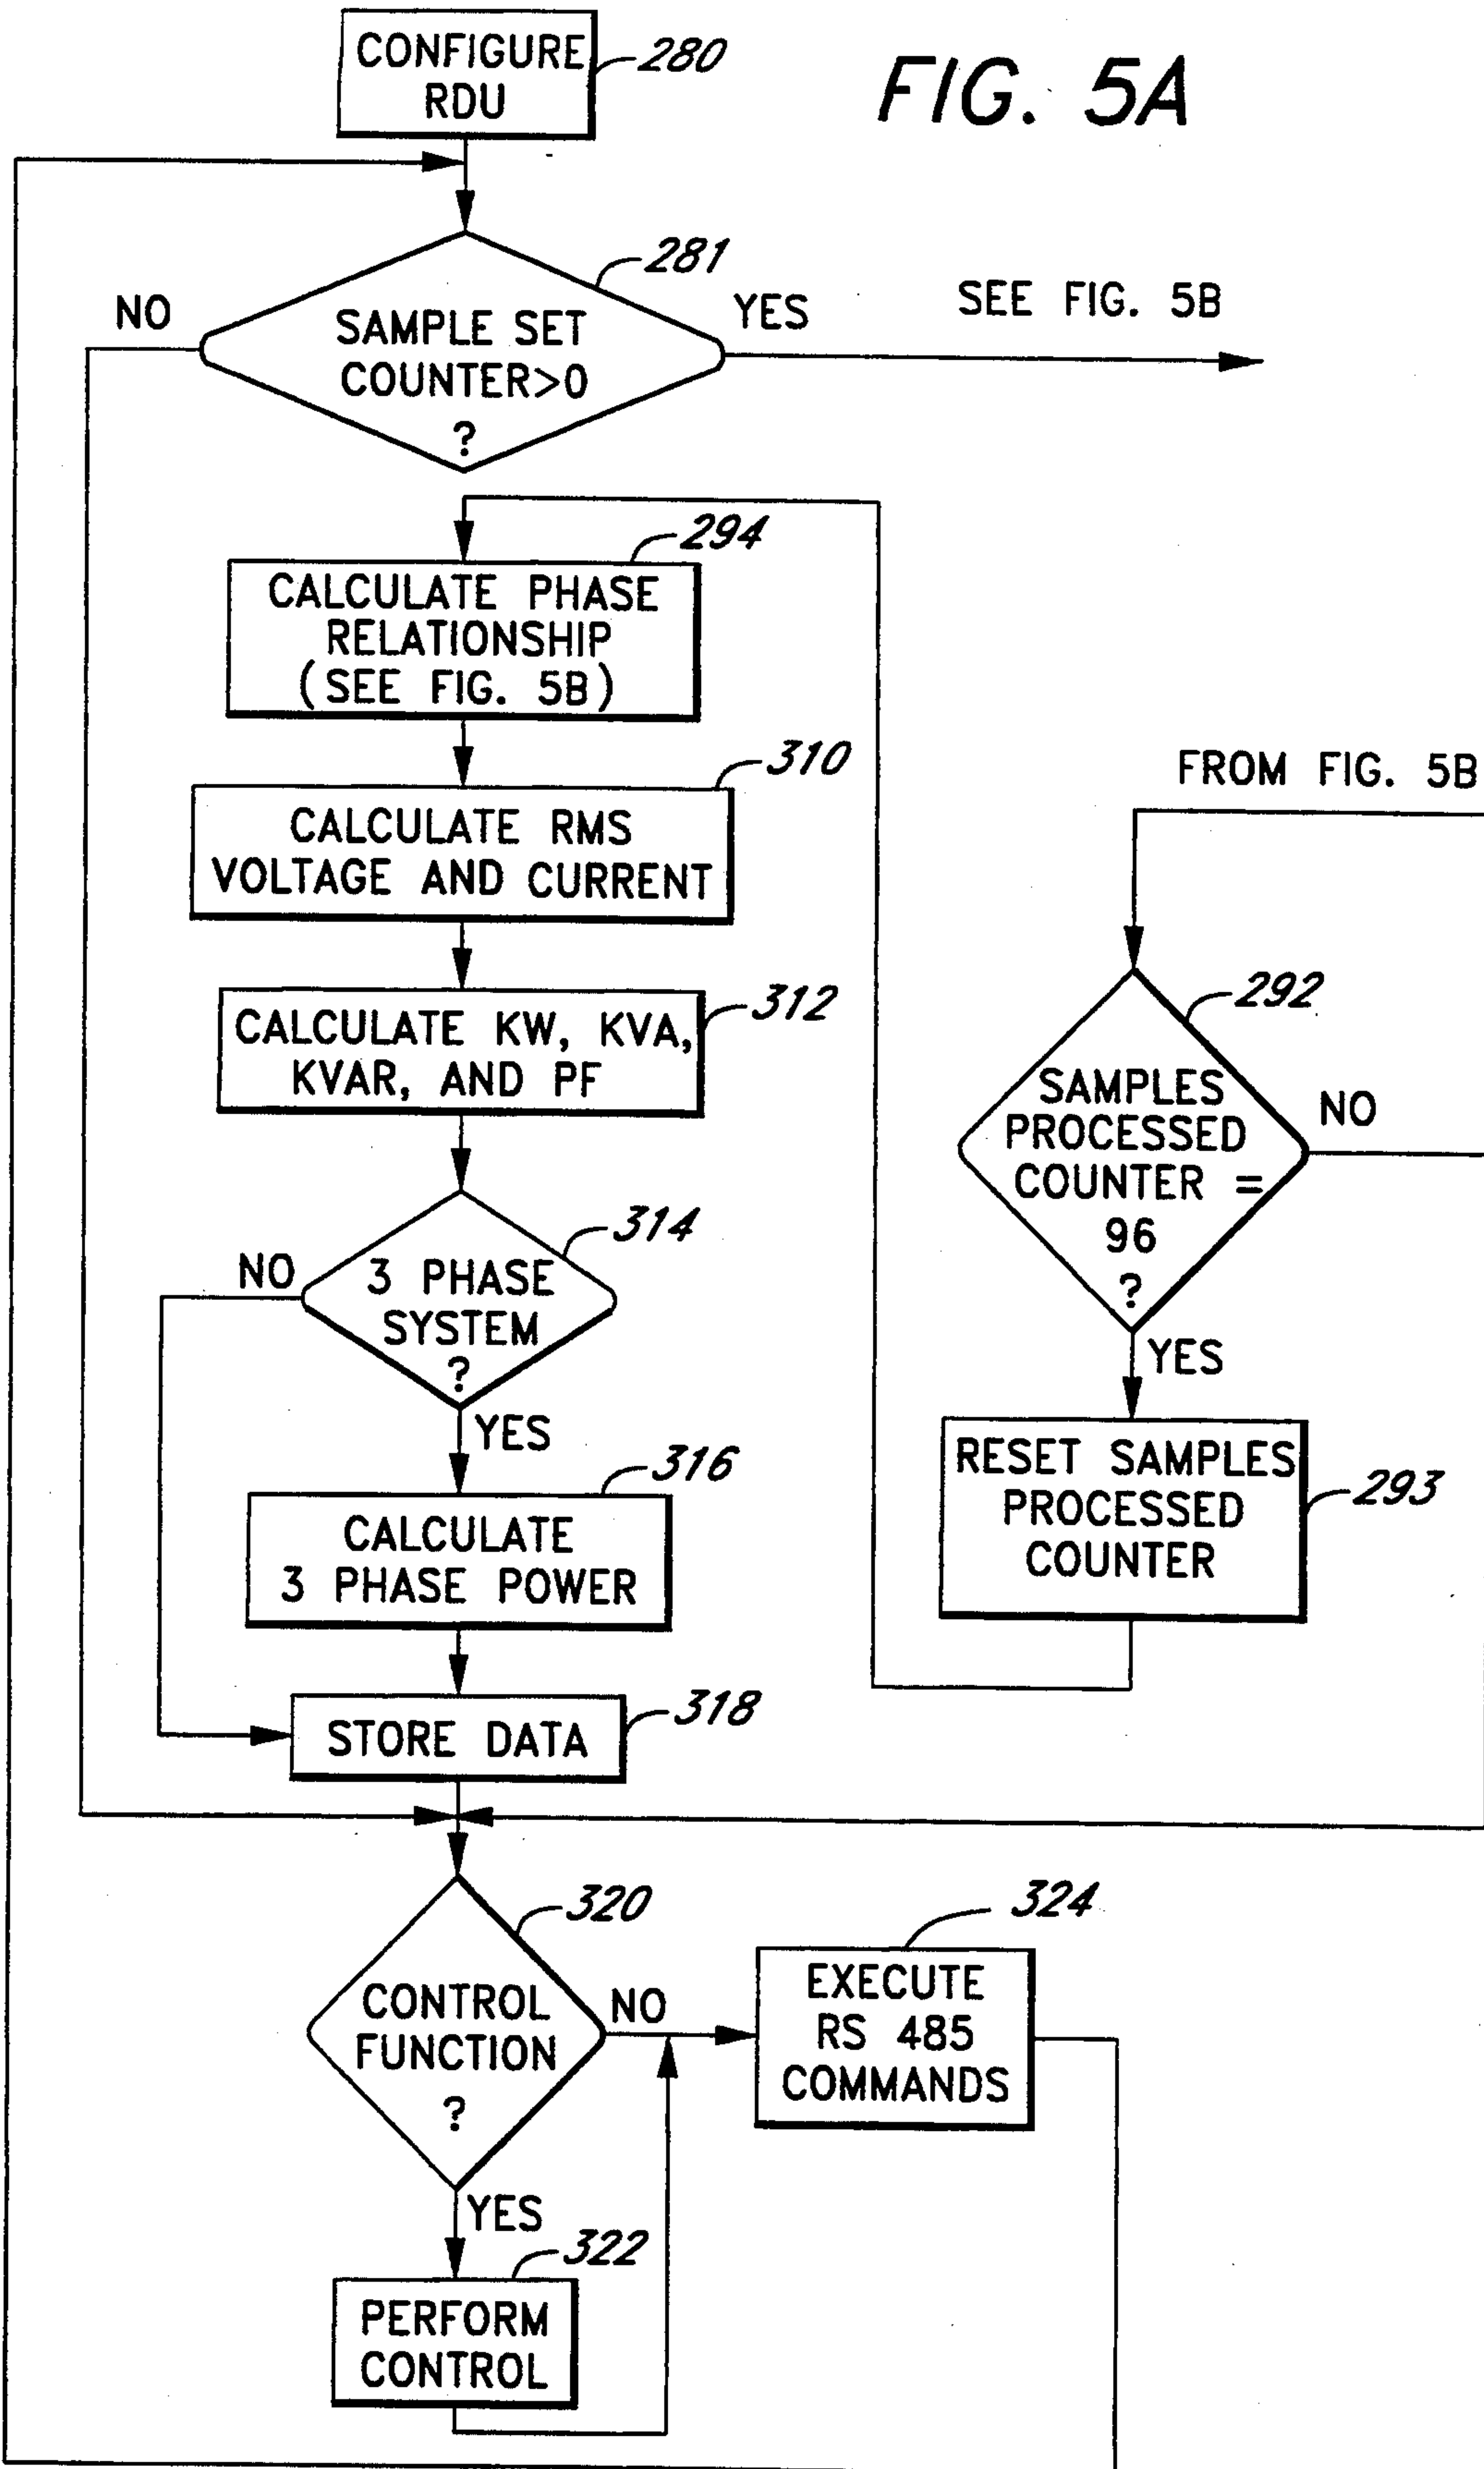 CONFIGURE
RDU
280
FIG. 5A
281
NO
SAMPLE SET
COUNTER>0
?
YES
SEE FIG. 5B
294
CALCULATE PHASE
RELATIONSHIP
(SEE FIG. 5B)
310
CALCULATE RMS
VOLTAGE AND CURRENT
312
CALCULATE KW, KVA,
KVAR, AND PF
314
NO
3 PHASE
SYSTEM
?
YES
316
CALCULATE
3 PHASE POWER
318
STORE DATA
FROM FIG. 5B
292
SAMPLES
PROCESSED
COUNTER =
96
?
NO
YES
RESET SAMPLES
PROCESSED
COUNTER
293
320
CONTROL
FUNCTION
?
NO
324
EXECUTE
RS 485
COMMANDS
YES
322
PERFORM
CONTROL